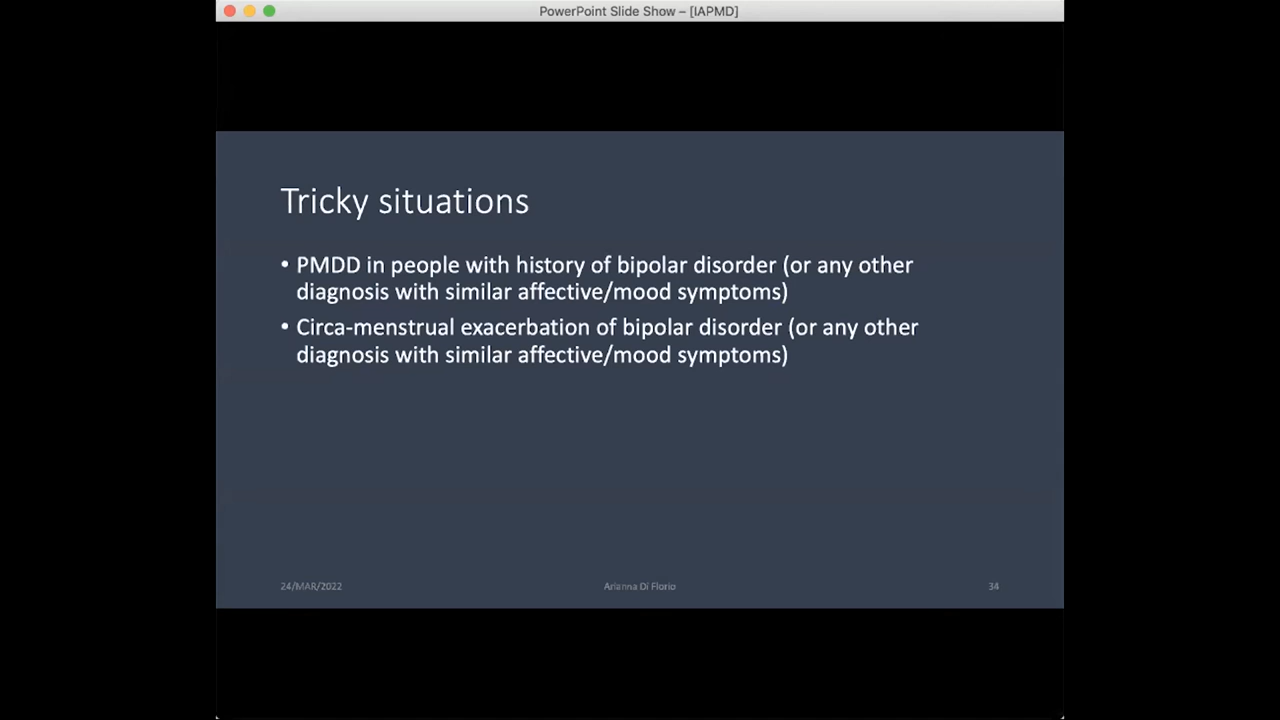 PowerPoint Slide Show – [IAPMD]
Tricky situations
• PMDD in people with history of bipolar disorder (or any other
diagnosis with similar affective/mood symptoms)
• Circa-menstrual exacerbation of bipolar disorder (or any other
diagnosis with similar affective/mood symptoms)
24/MAR/2022
Arianna Di Florio
34